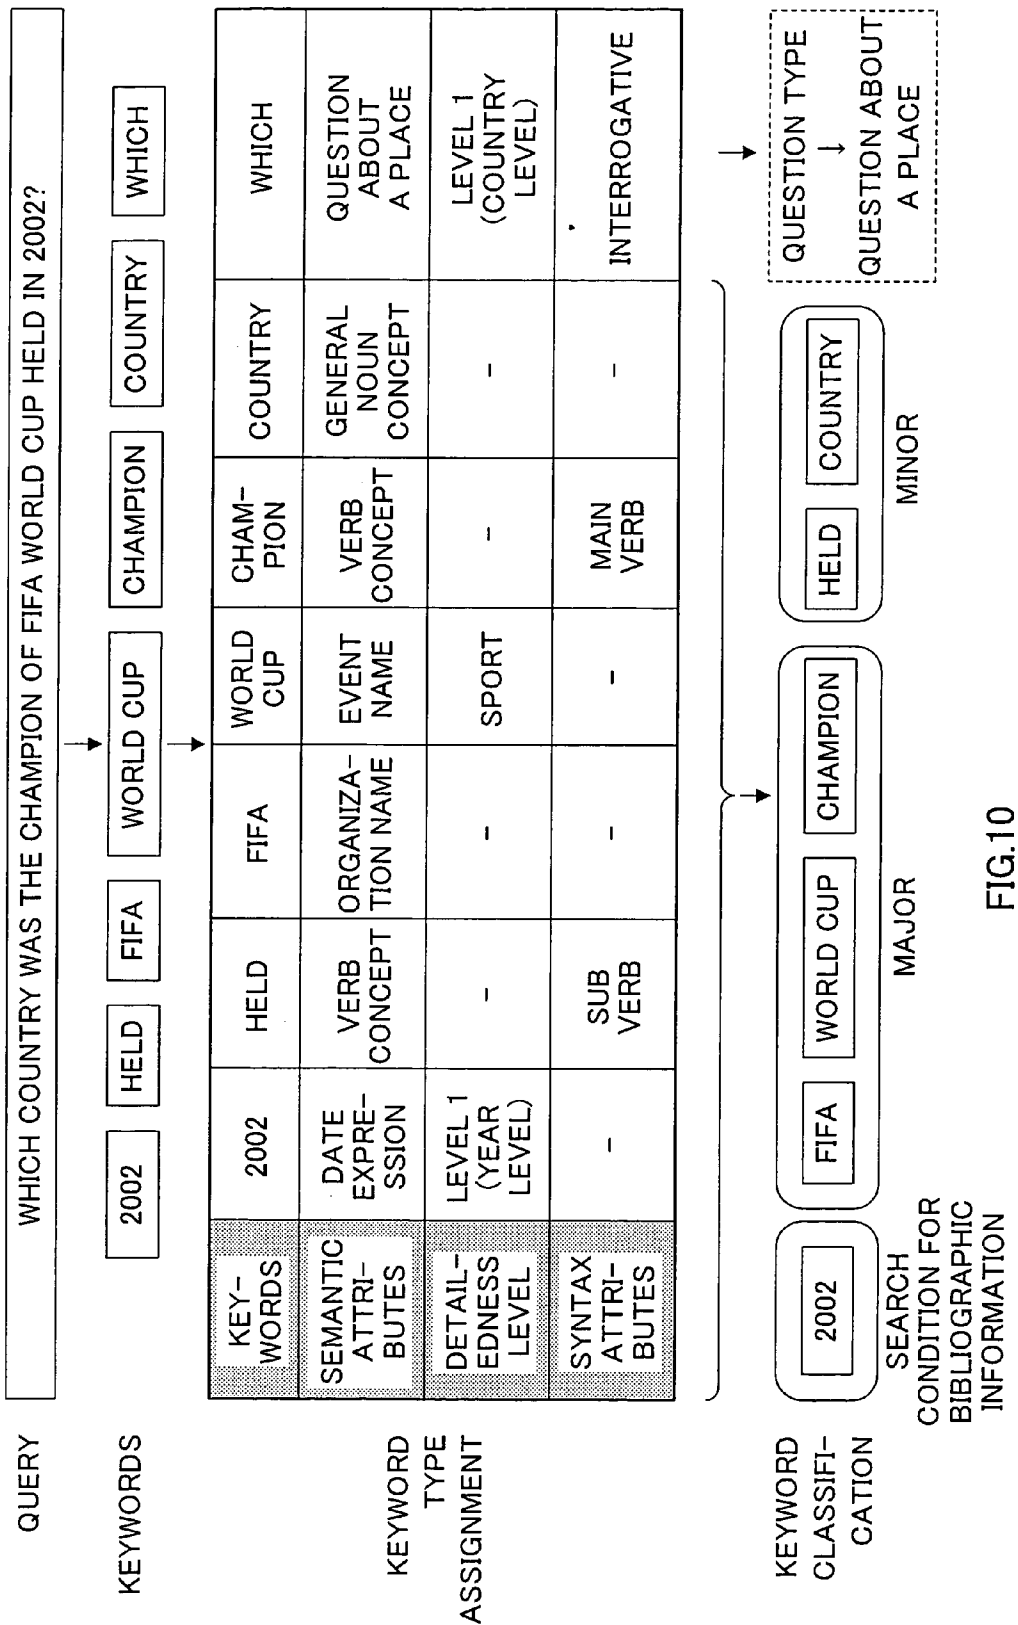 QUERY
WHICH COUNTRY WAS THE CHAMPION OF FIFA WORLD CUP HELD IN 2002?
KEYWORDS
2002
HELD
FIFA
WORLD CUP
CHAMPION
COUNTRY
WHICH
KEYWORD
TYPE
ASSIGNMENT
KEY-
WORDS
2002
HELD
FIFA
WORLD
CUP
CHAM-
PION
COUNTRY
WHICH
SEMANTIC
ATTRI-
BUTES
DATE
EXPRE-
SSION
VERB
CONCEPT
ORGANIZA-
TION NAME
EVENT
NAME
VERB
CONCEPT
GENERAL
NOUN
CONCEPT
QUESTION
ABOUT
A PLACE
DETAIL-
EDNESS
LEVEL
LEVEL 1
(YEAR
LEVEL)
-
-
SPORT
-
-
LEVEL 1
(COUNTRY
LEVEL)
SYNTAX
ATTRI-
BUTES
-
SUB
VERB
-
-
MAIN
VERB
-
INTERROGATIVE
KEYWORD
CLASSIFI-
CATION
2002
SEARCH
CONDITION FOR
BIBLIOGRAPHIC
INFORMATION
FIFA
WORLD CUP
CHAMPION
MAJOR
HELD
COUNTRY
MINOR
QUESTION TYPE
↓
QUESTION ABOUT
A PLACE
FIG.10